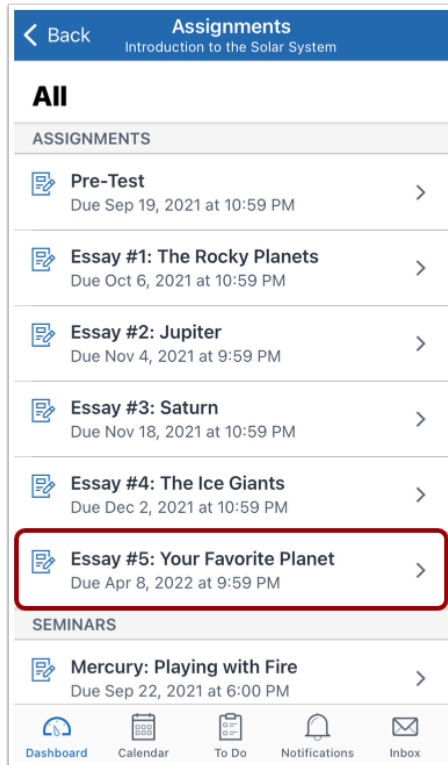 Back
Assignments
Introduction to the Solar System
All
ASSIGNMENTS
Pre-Test
Due Sep 19, 2021 at 10:59 PM
Essay #1: The Rocky Planets
Due Oct 6, 2021 at 10:59 PM
Essay #2: Jupiter
Due Nov 4, 2021 at 9:59 PM
Essay #3: Saturn
Due Nov 18, 2021 at 10:59 PM
Essay #4: The Ice Giants
Due Dec 2, 2021 at 10:59 PM
Essay #5: Your Favorite Planet
Due Apr 8, 2022 at 9:59 PM
SEMINARS
Mercury: Playing with Fire
Due Sep 22, 2021 at 6:00 PM
Dashboard Calendar To Do Notifications Inbox